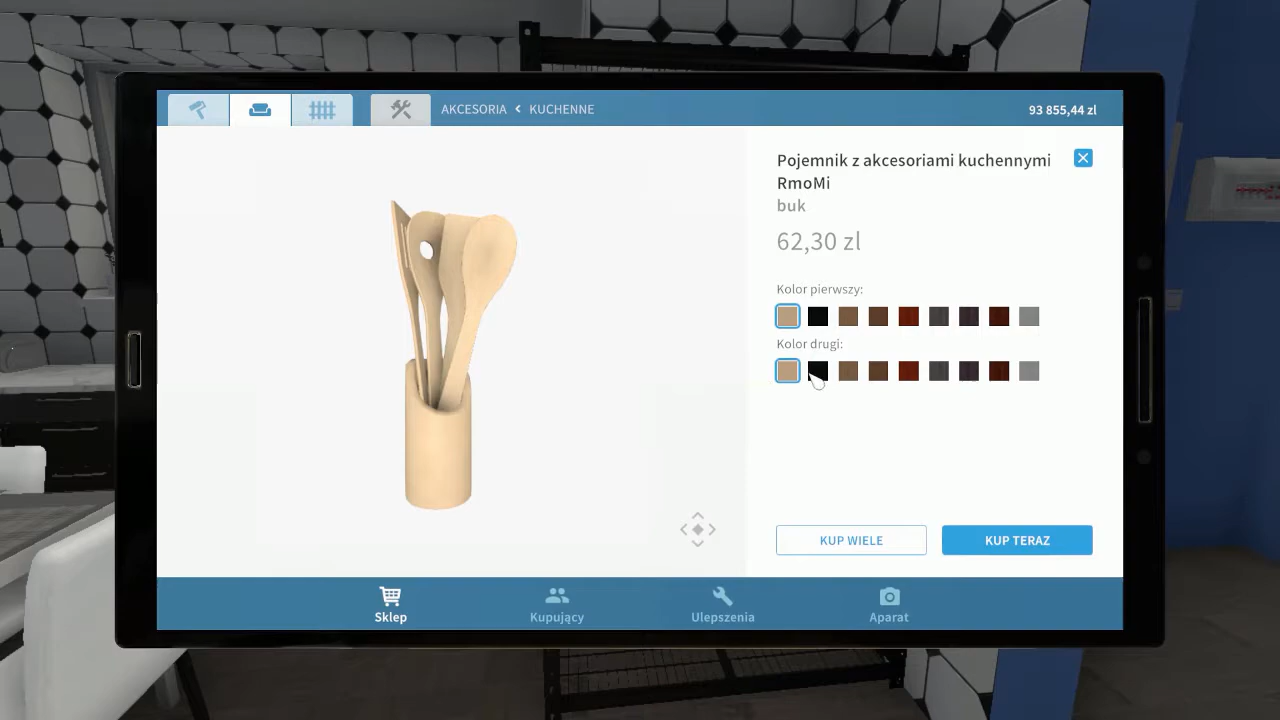 AKCESORIA < KUCHENNE
93 855,44 zl
Pojemnik z akcesoriami kuchennymi
RmoMi
buk
62,30 zl
Kolor pierwszy:
Kolor drugi:
KUP WIELE
KUP TERAZ
Sklep
Kupujący
Ulepszenia
Aparat